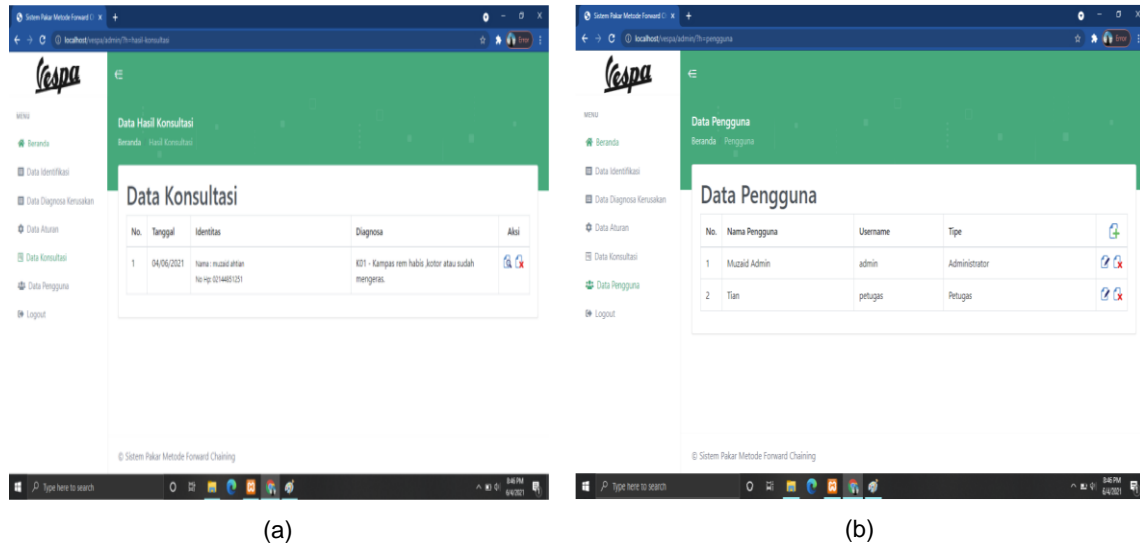 Sistem Pakar Metode Forward C
localhost/vespa/admin/?h=hasil-konsultasi
Error
Vespa
MENU
Beranda
Data Identifikasi
Data Diagnosa Kerusakan
Data Aturan
Data Konsultasi
Data Pengguna
Logout
Data Hasil Konsultasi
Beranda Hasil Konsultasi
Data Konsultasi
No. Tanggal Identitas Diagnosa Aksi
1 04/06/2021 Nama : muzaid ahtian K01 - Kampas rem habis ,kotor atau sudah
No Hp: 02144851251 mengeras.
© Sistem Pakar Metode Forward Chaining
Type here to search
8:46 PM
6/4/2021
(a)
Sistem Pakar Metode Forward C
localhost/vespa/admin/?h=pengguna
Error
Vespa
MENU
Beranda
Data Identifikasi
Data Diagnosa Kerusakan
Data Aturan
Data Konsultasi
Data Pengguna
Logout
Data Pengguna
Beranda Pengguna
Data Pengguna
No. Nama Pengguna Username Tipe
1 Muzaid Admin admin Administrator
2 Tian petugas Petugas
© Sistem Pakar Metode Forward Chaining
Type here to search
8:46 PM
6/4/2021
(b)